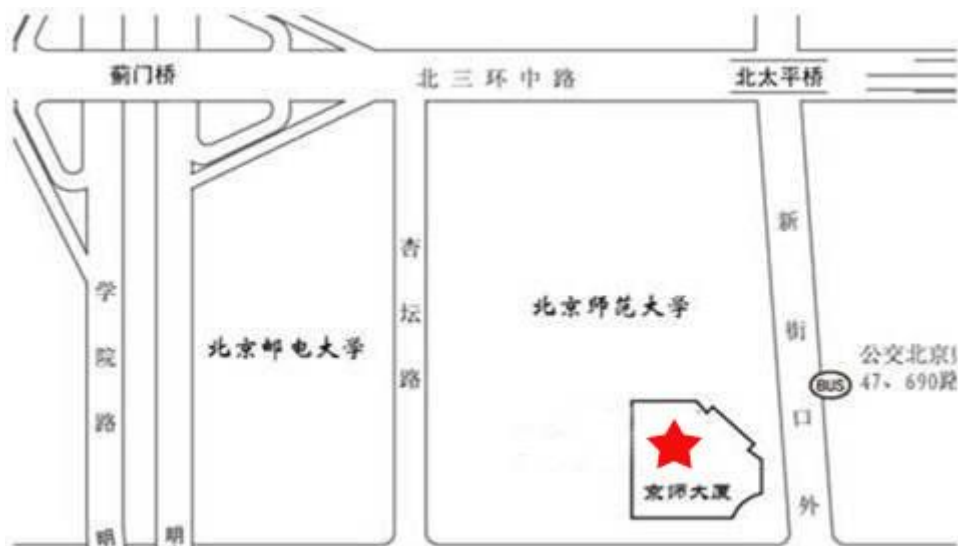 蓟门桥
北三环中路
北太平桥
学院路
北京邮电大学
杏坛路
北京师范大学
新街口外
公交北京
BUS
47、690路
京师大厦
明
明